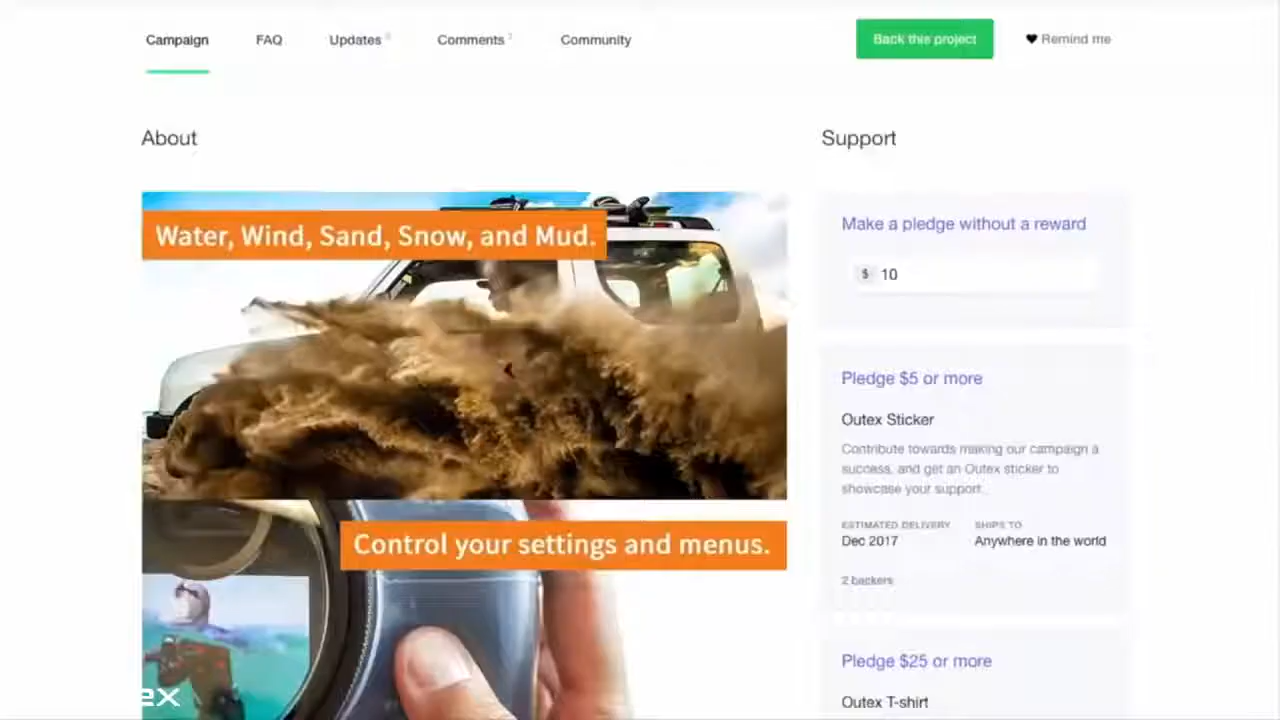 Campaign FAQ Updates Comments Community Back this project Remind me
About
Water, Wind, Sand, Snow, and Mud.
Control your settings and menus.
ex
Support
Make a pledge without a reward
$ 10
Pledge $5 or more
Outex Sticker
Contribute towards making our campaign a
success, and get an Outex sticker to
showcase your support.
ESTIMATED DELIVERY SHIPS TO
Dec 2017 Anywhere in the world
2 backers
Pledge $25 or more
Outex T-shirt